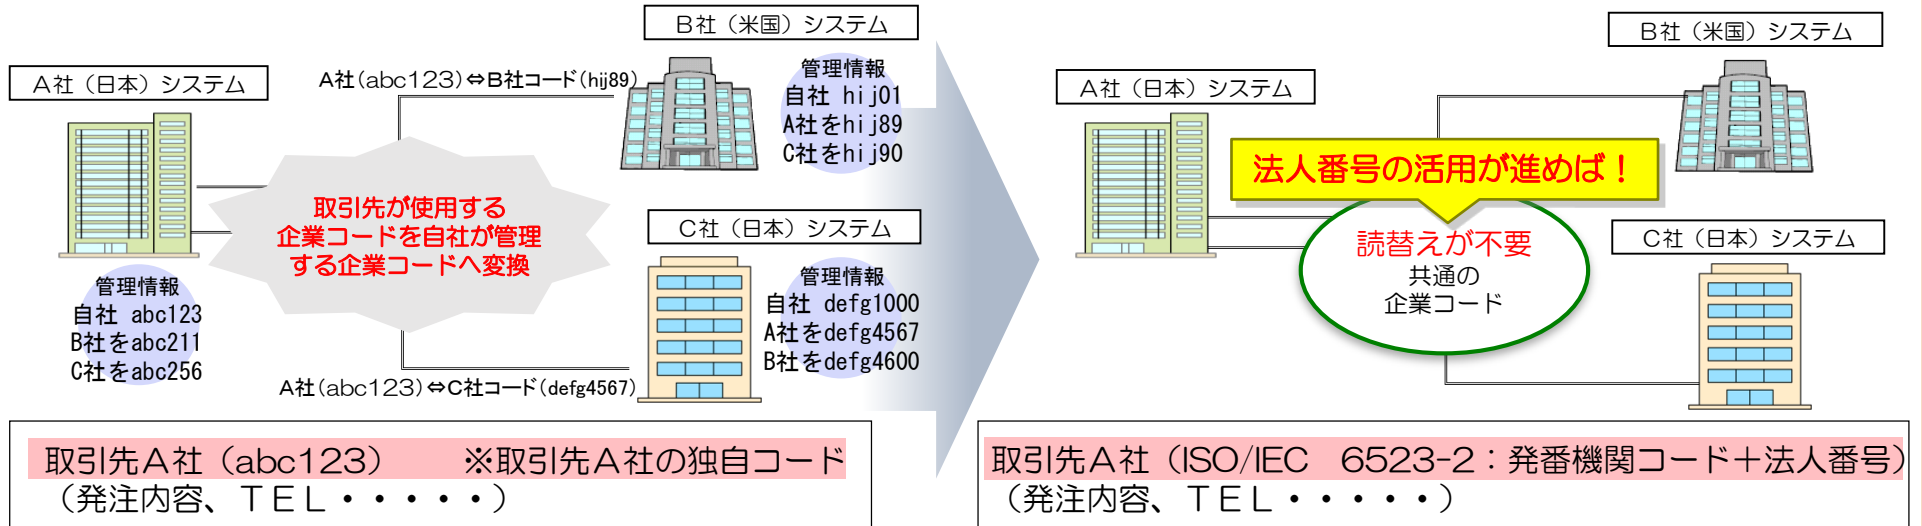 B社（米国）システム
A社（日本）システム
A社(abc123)⇔B社コード(hij89)
管理情報
自社 hij01
A社をhij89
C社をhij90
取引先が使用する
企業コードを自社が管理
する企業コードへ変換
C社（日本）システム
管理情報
自社 abc123
B社をabc211
C社をabc256
管理情報
自社 defg1000
A社をdefg4567
B社をdefg4600
A社(abc123)⇔C社コード(defg4567)
取引先A社（abc123）　※取引先A社の独自コード
（発注内容、TEL・・・・・）
B社（米国）システム
A社（日本）システム
法人番号の活用が進めば！
読替えが不要
共通の
企業コード
C社（日本）システム
取引先A社（ISO/IEC　6523-2：発番機関コード＋法人番号）
（発注内容、TEL・・・・・）